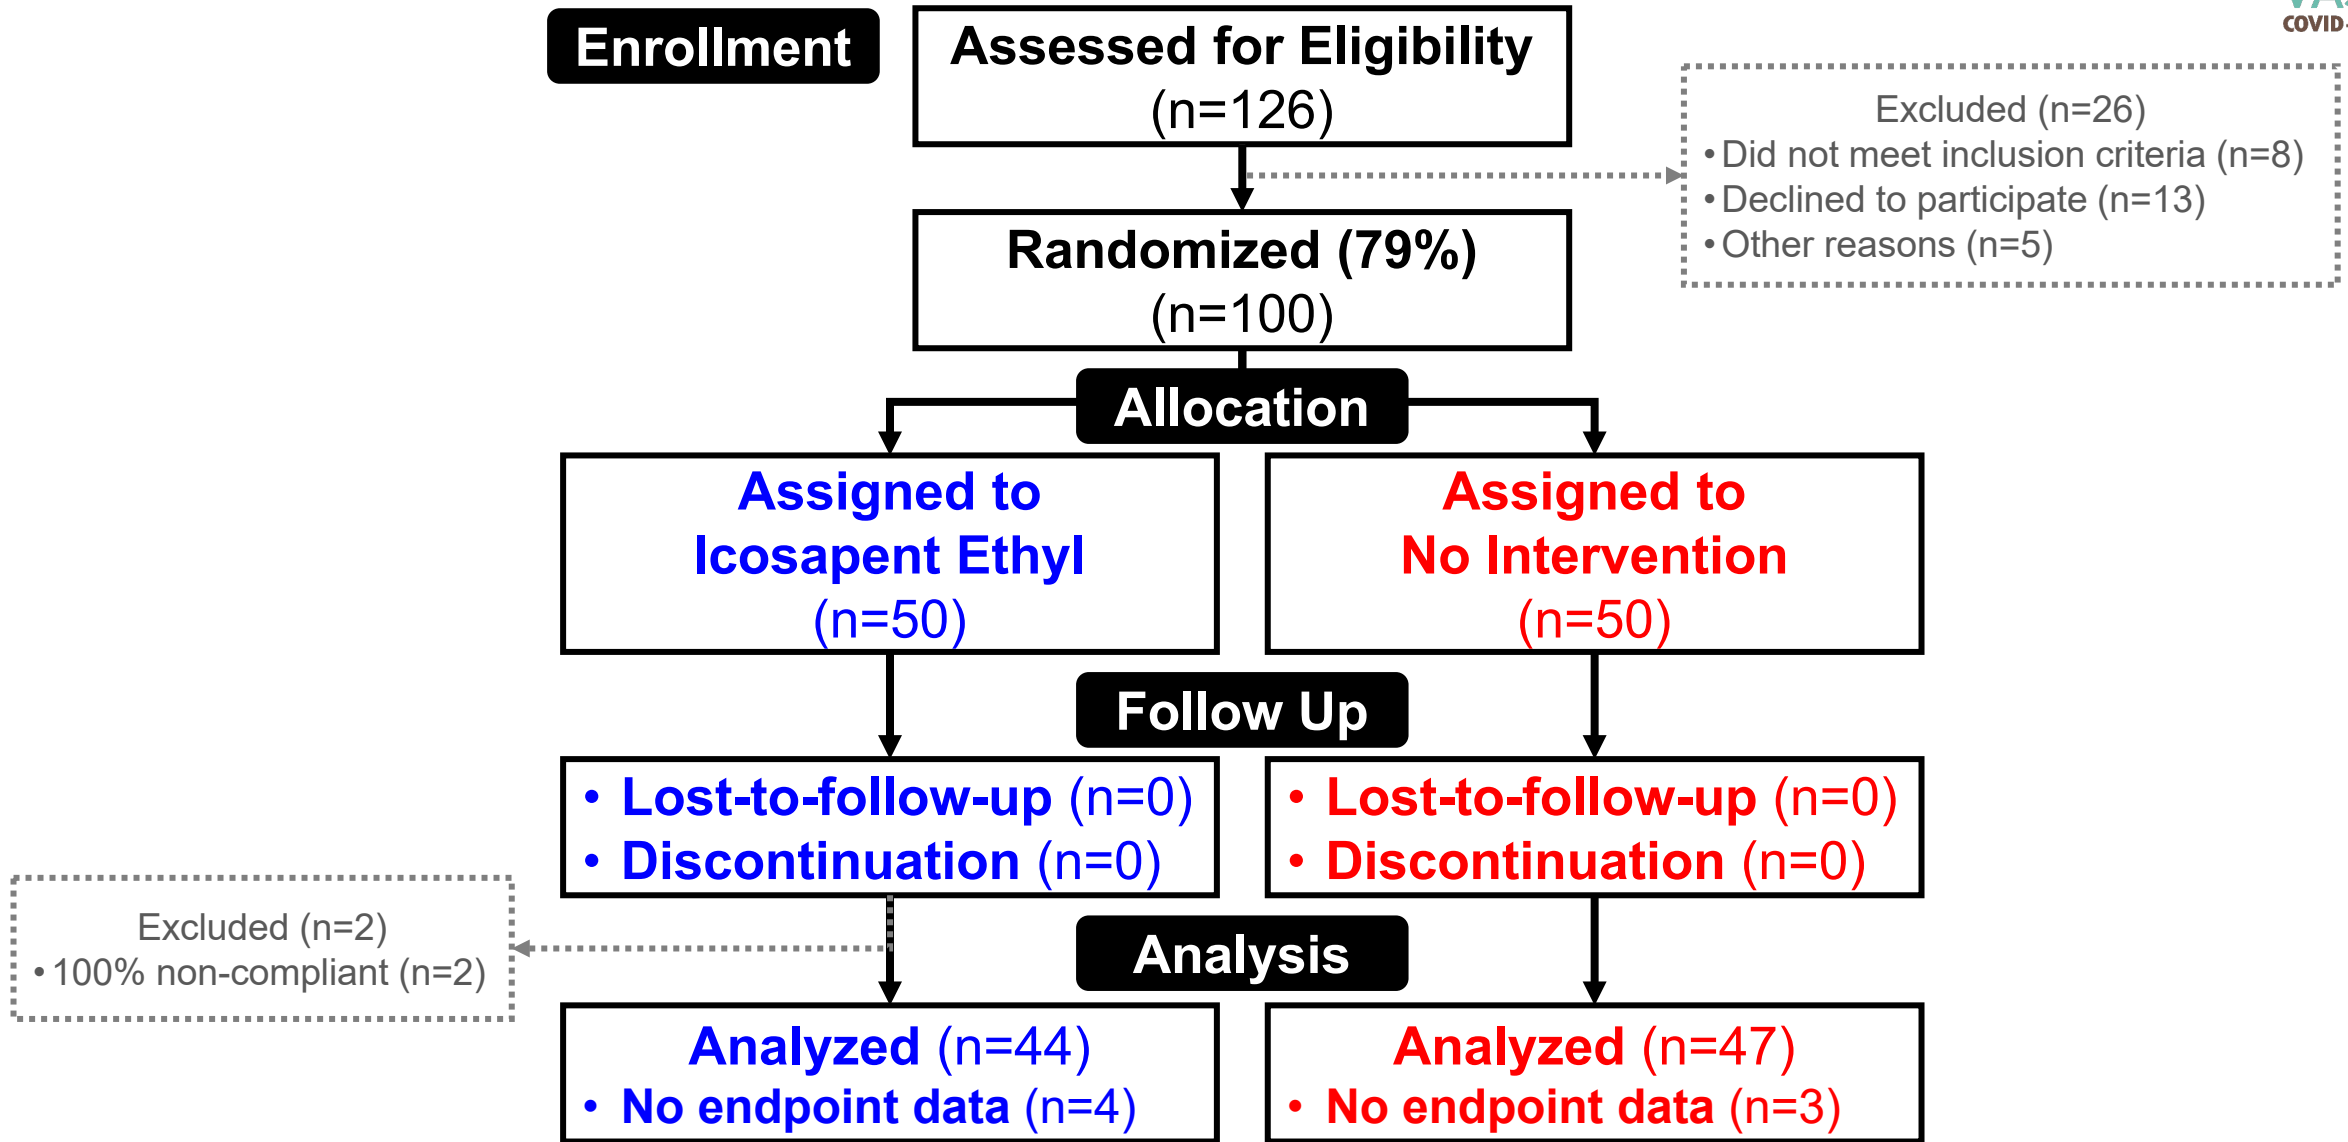 COVID-
Enrollment
Assessed for Eligibility
(n=126)
Excluded (n=26)
• Did not meet inclusion criteria (n=8)
• Declined to participate (n=13)
• Other reasons (n=5)
Randomized (79%)
(n=100)
Allocation
Assigned to
Icosapent Ethyl
(n=50)
Assigned to
No Intervention
(n=50)
Follow Up
• Lost-to-follow-up (n=0)
• Discontinuation (n=0)
• Lost-to-follow-up (n=0)
• Discontinuation (n=0)
Excluded (n=2)
• 100% non-compliant (n=2)
Analysis
Analyzed (n=44)
• No endpoint data (n=4)
Analyzed (n=47)
• No endpoint data (n=3)